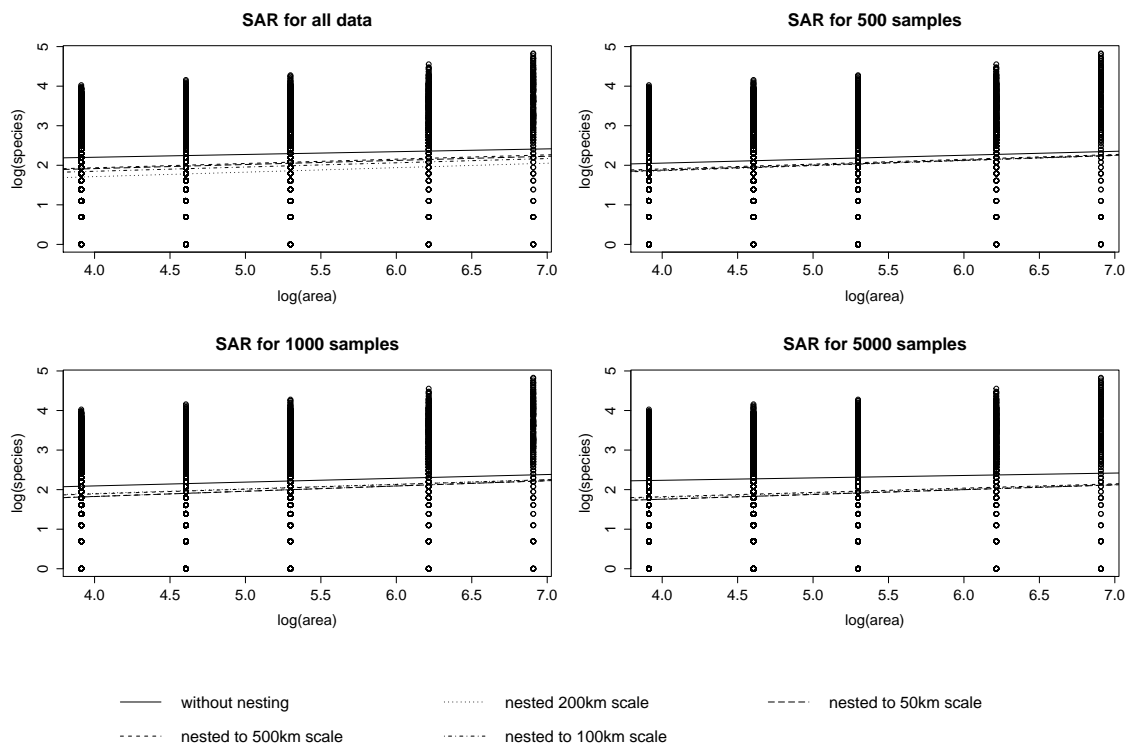 SAR for all data
SAR for 500 samples
log(species)
0 1 2 3 4 5
4.0 4.5 5.0 5.5 6.0 6.5 7.0
log(area)
log(species)
0 1 2 3 4 5
4.0 4.5 5.0 5.5 6.0 6.5 7.0
log(area)
SAR for 1000 samples
SAR for 5000 samples
log(species)
0 1 2 3 4 5
4.0 4.5 5.0 5.5 6.0 6.5 7.0
log(area)
log(species)
0 1 2 3 4 5
4.0 4.5 5.0 5.5 6.0 6.5 7.0
log(area)
without nesting
nested 200km scale
nested to 50km scale
nested to 500km scale
nested to 100km scale